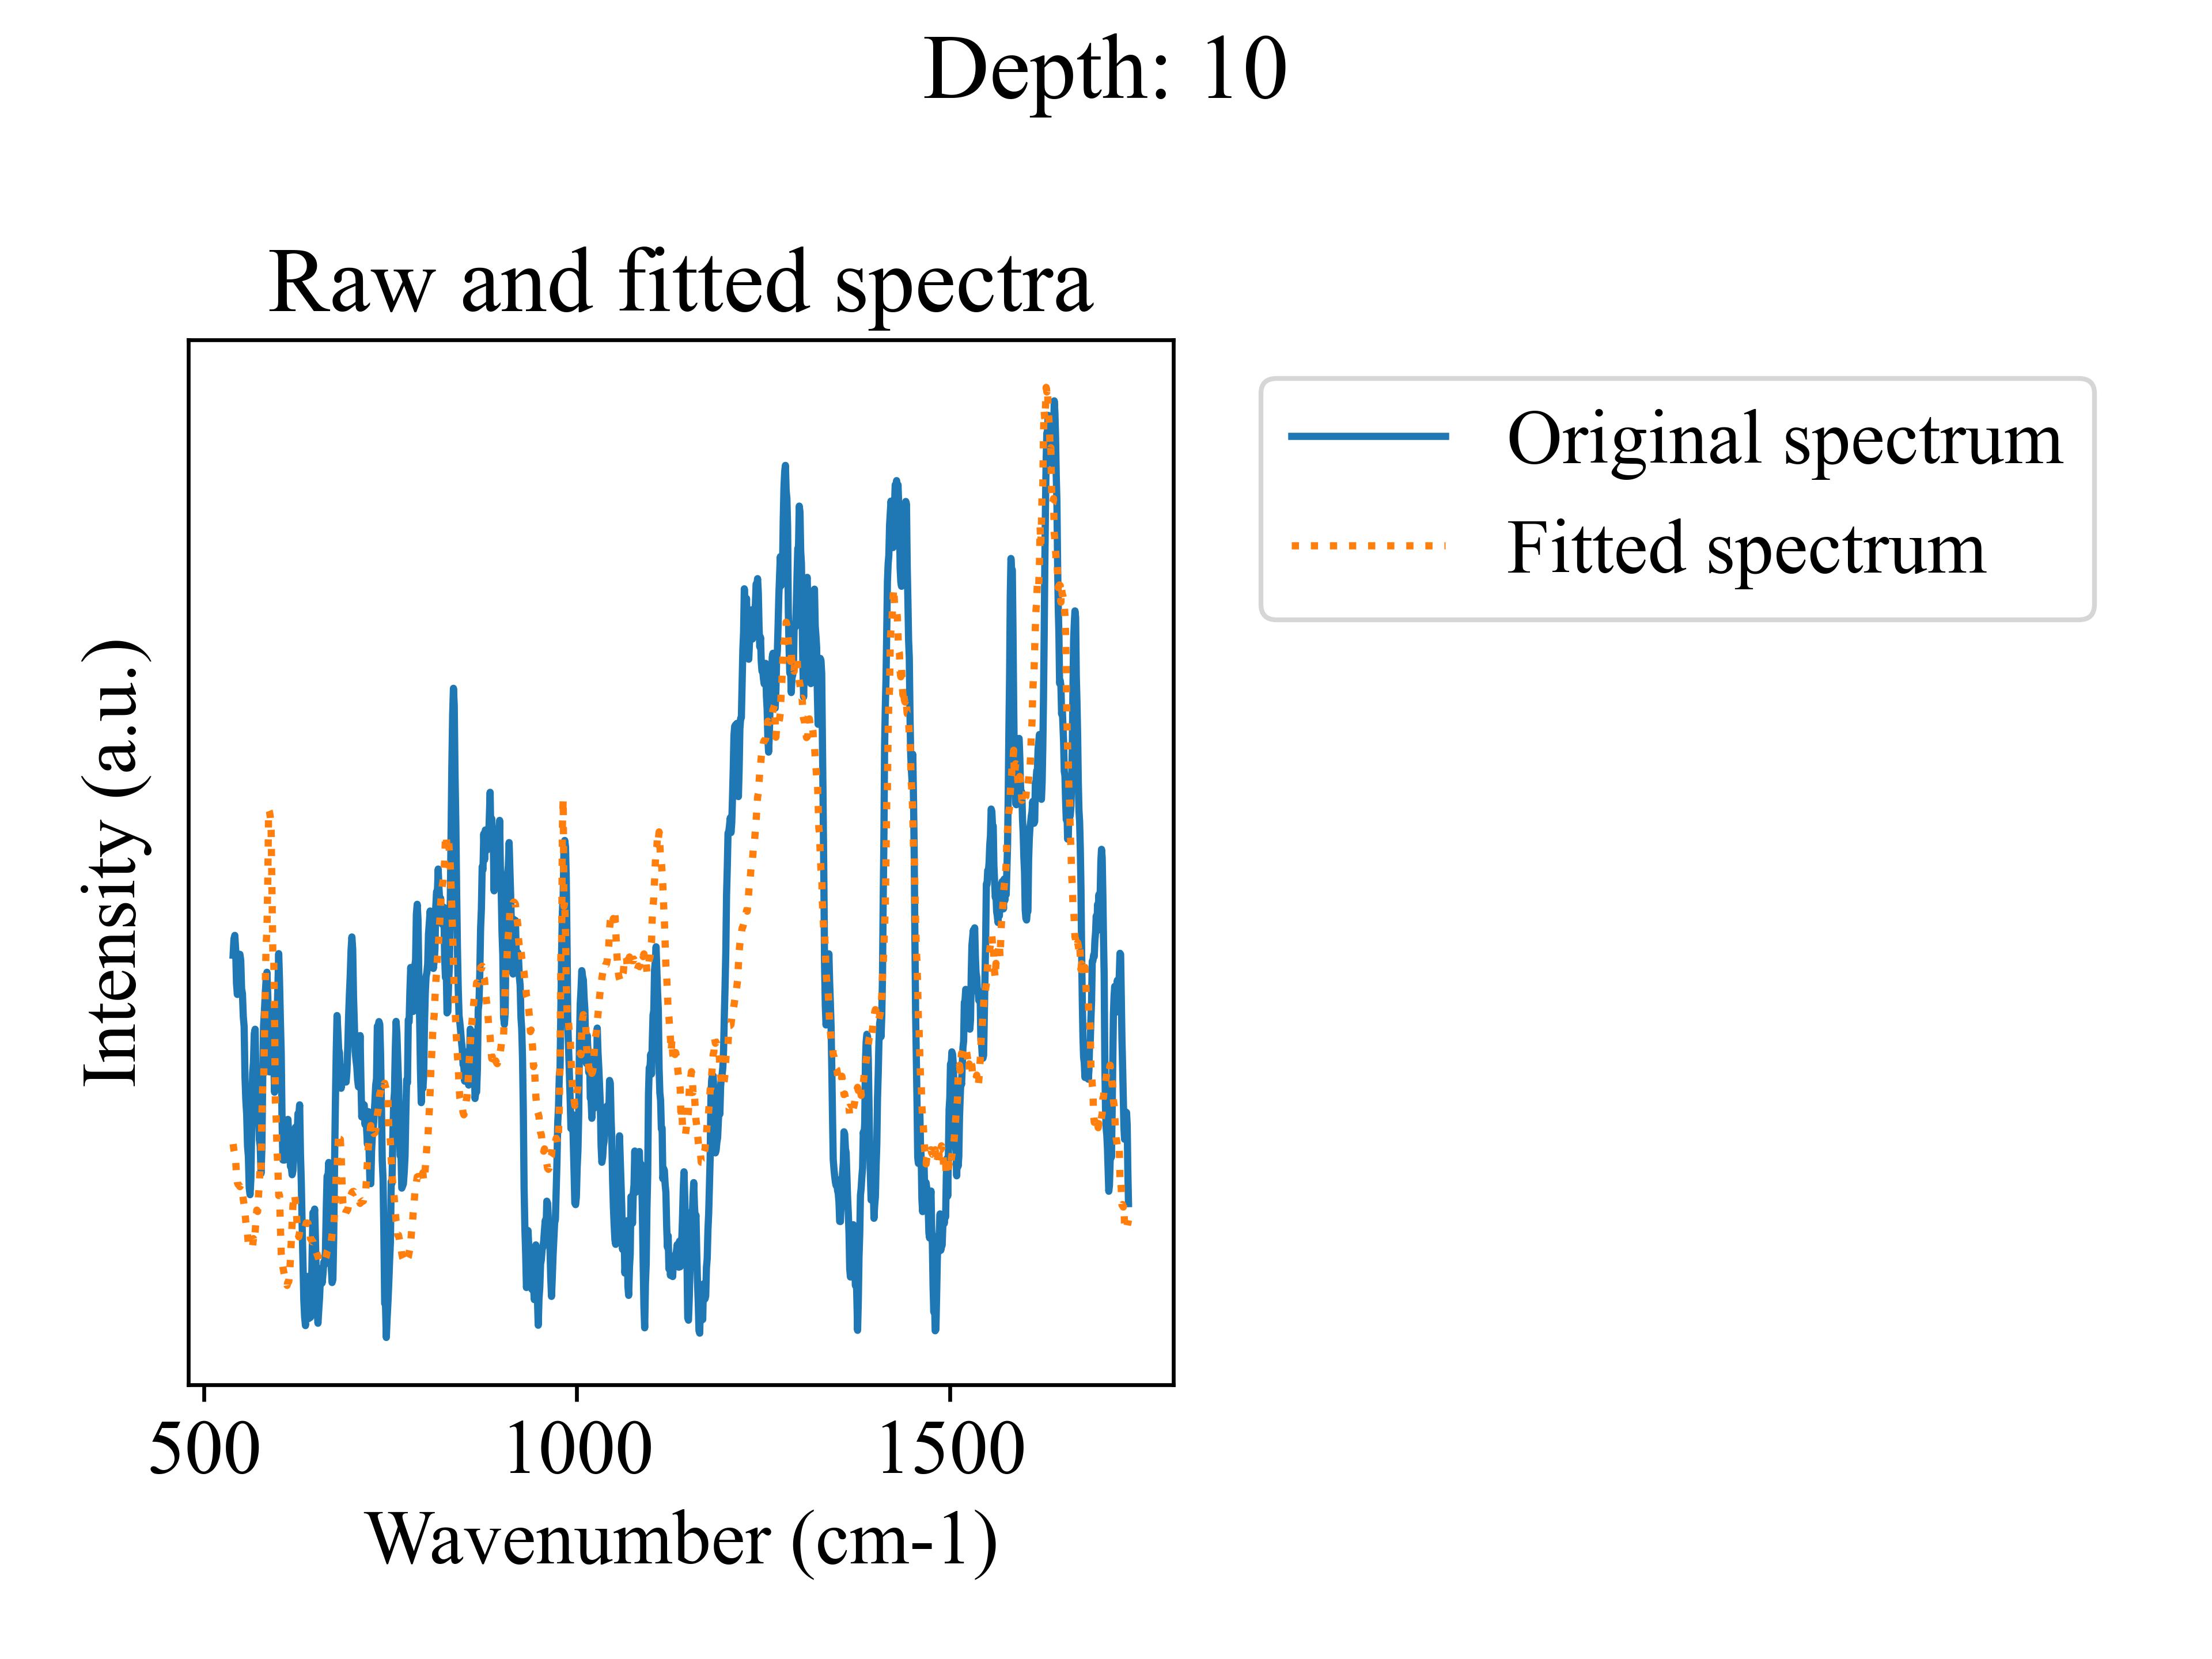 Depth: 10
Raw and fitted spectra
Original spectrum
Fitted spectrum
Intensity (a.u.)
500 1000 1500
Wavenumber (cm-1)